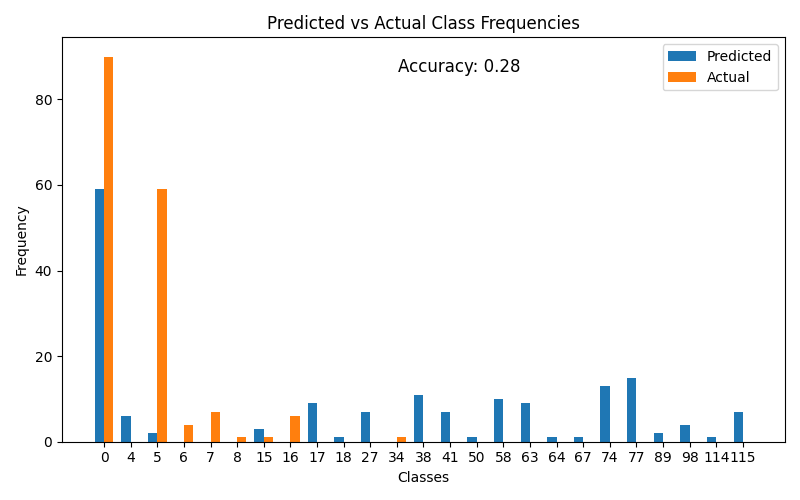 Predicted vs Actual Class Frequencies
Accuracy: 0.28
Predicted
Actual
80
60
40
20
0
Frequency
0 4 5 6 7 8 15 16 17 18 27 34 38 41 50 58 63 64 67 74 77 89 98 114 115
Classes